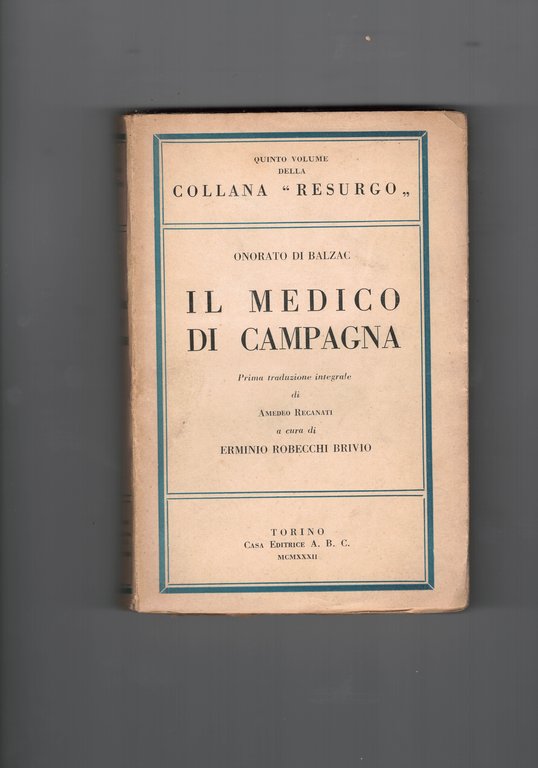 QUINTO VOLUME
DELLA
COLLANA “ RESURGO „
ONORATO DI BALZAC
IL MEDICO
DI CAMPAGNA
Prima traduzione integrale
di
AMEDEO RECANATI
a cura di
ERMINIO ROBECCHI BRIVIO
TORINO
CASA EDITRICE A. B. C.
MCMXXXII